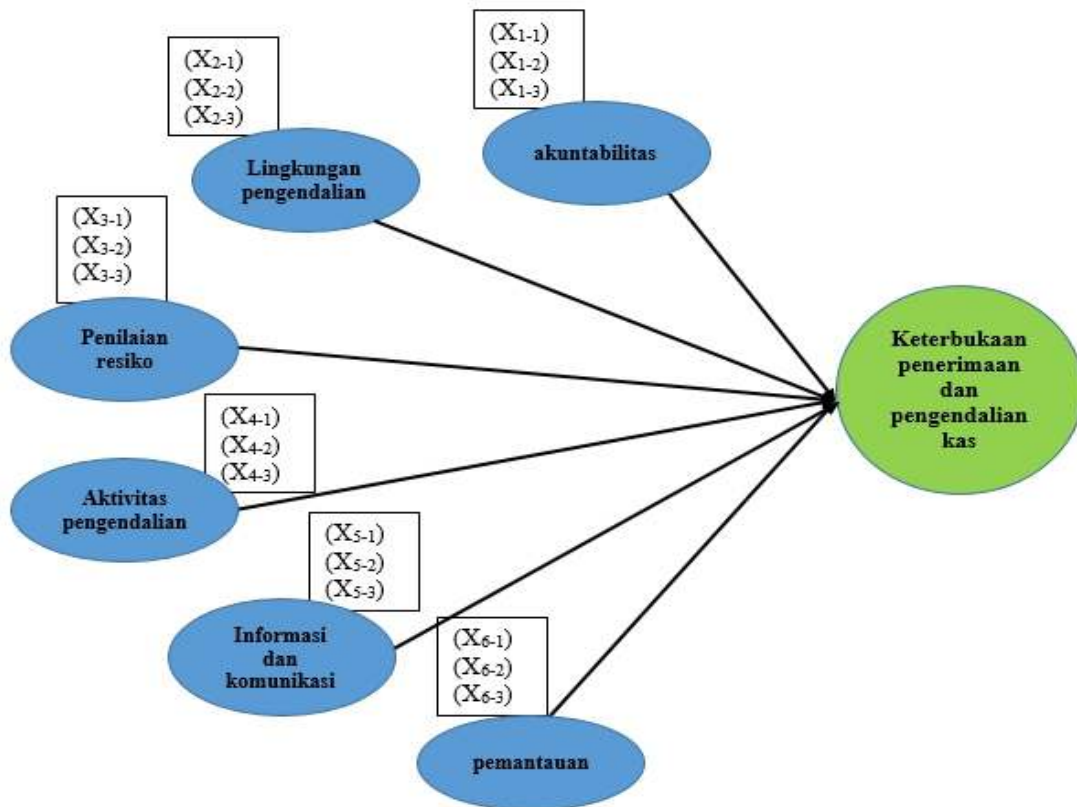 (X1-1)
(X1-2)
(X1-3)
akuntabilitas
(X2-1)
(X2-2)
(X2-3)
Lingkungan
pengendalian
(X3-1)
(X3-2)
(X3-3)
Penilaian
resiko
(X4-1)
(X4-2)
(X4-3)
Aktivitas
pengendalian
(X5-1)
(X5-2)
(X5-3)
Informasi
dan
komunikasi
(X6-1)
(X6-2)
(X6-3)
pemantauan
Keterbukaan
penerimaan
dan
pengendalian
kas